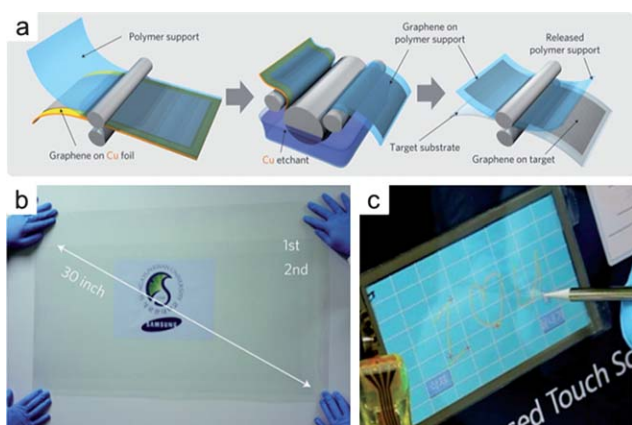 a
Polymer support
Graphene on Cu foil
Graphene on
polymer support
Cu etchant
Released
polymer support
Target substrate
Graphene on target
b
1st
2nd
30 inch
SAMSUNG
c
sed Touch Sc